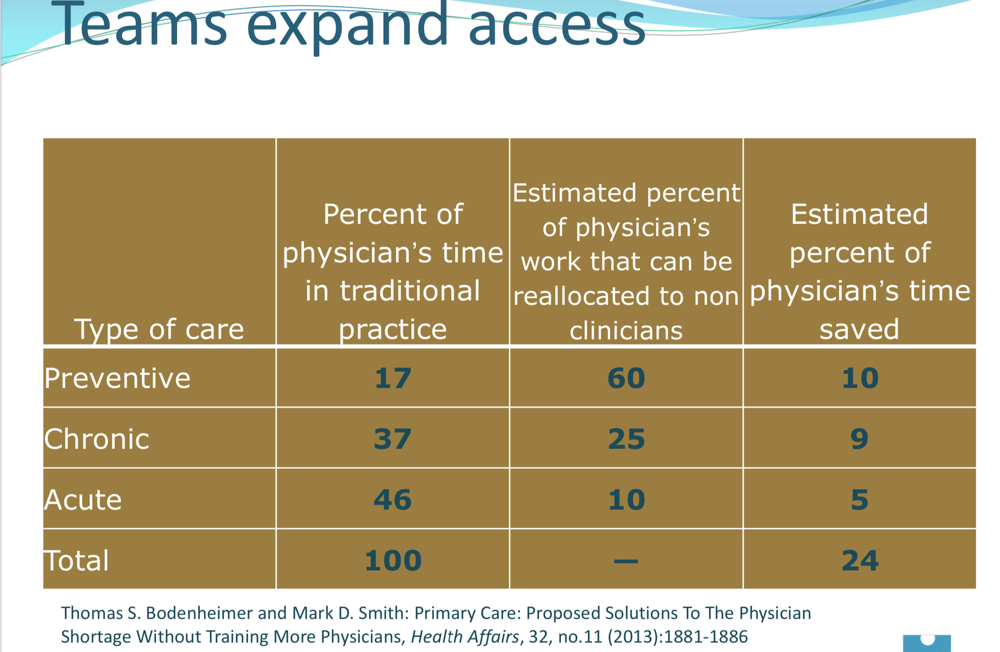 Teams expand access
Type of care
Percent of
physician’s time
in traditional
practice
Estimated percent
of physician’s
work that can be
reallocated to non
clinicians
Estimated
percent of
physician’s time
saved
Preventive 17 60 10
Chronic 37 25 9
Acute 46 10 5
Total 100 — 24
Thomas S. Bodenheimer and Mark D. Smith: Primary Care: Proposed Solutions To The Physician
Shortage Without Training More Physicians, Health Affairs, 32, no.11 (2013):1881-1886